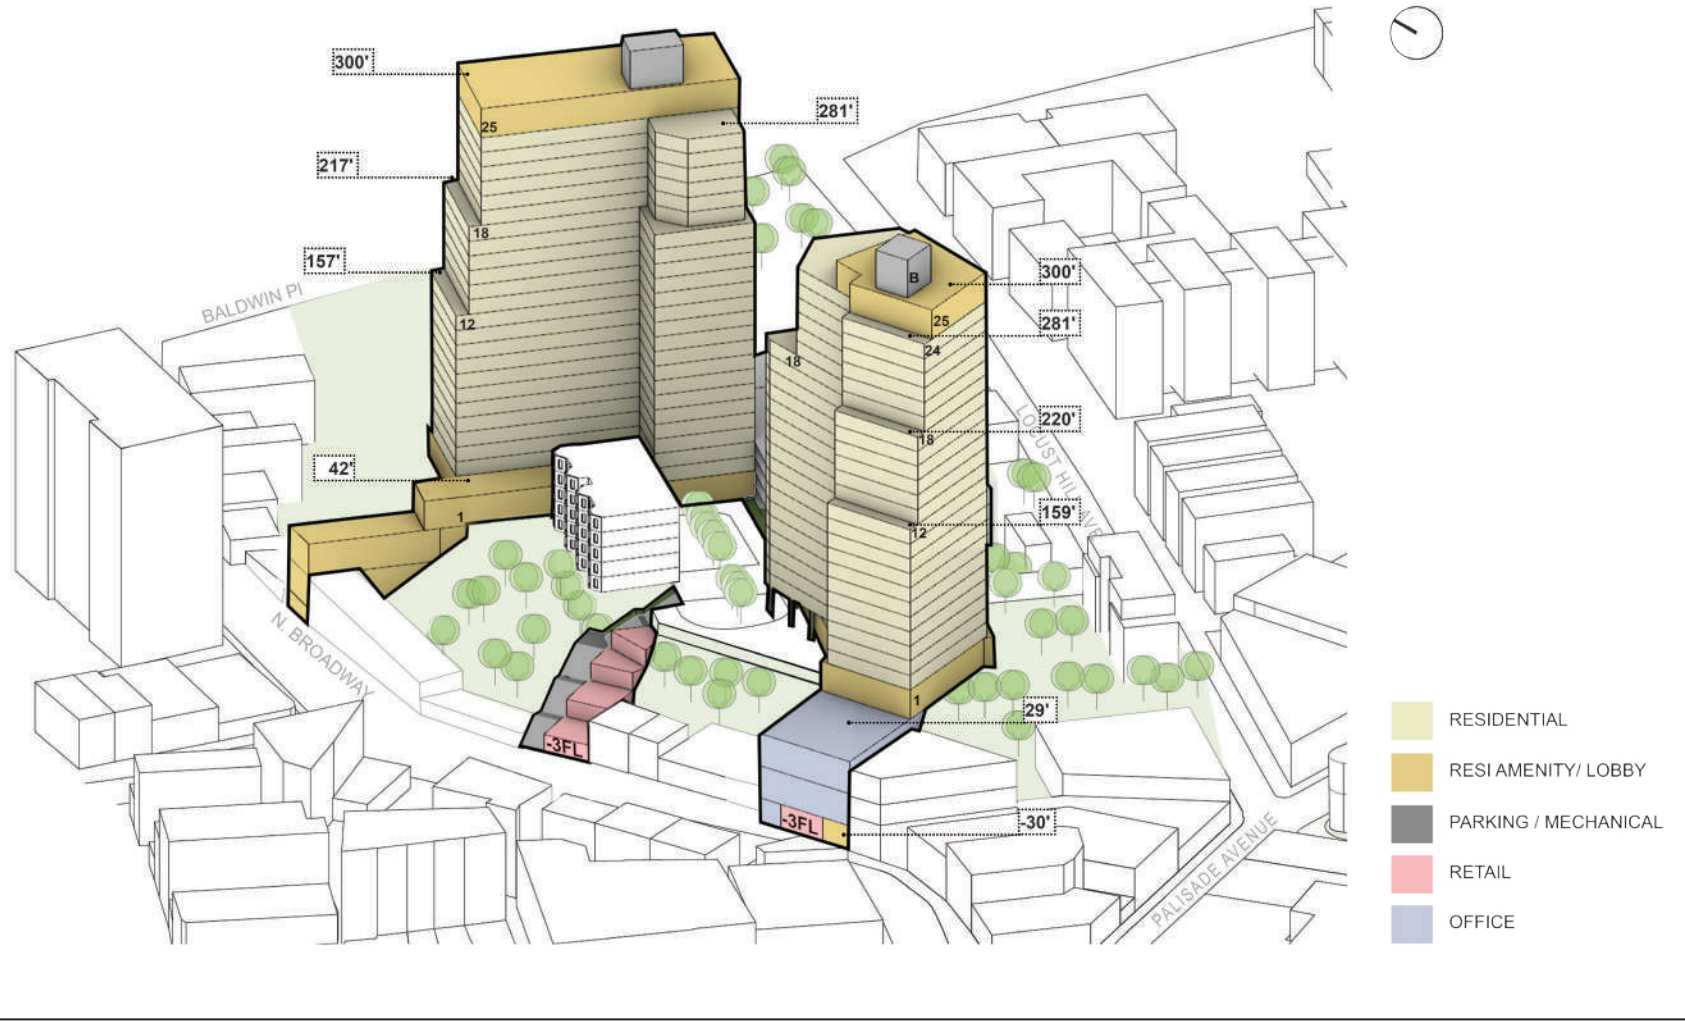 300'
281'
25
217'
18
157'
12
BALDWIN Pl
42'
1
B
300'
25
281'
24
18
220'
18
159'
12
LOCUST HILL AVE
N. BROADWAY
1
29'
-3FL
-3FL
-30'
PALISADE AVENUE
RESIDENTIAL
RESI AMENITY/ LOBBY
PARKING / MECHANICAL
RETAIL
OFFICE